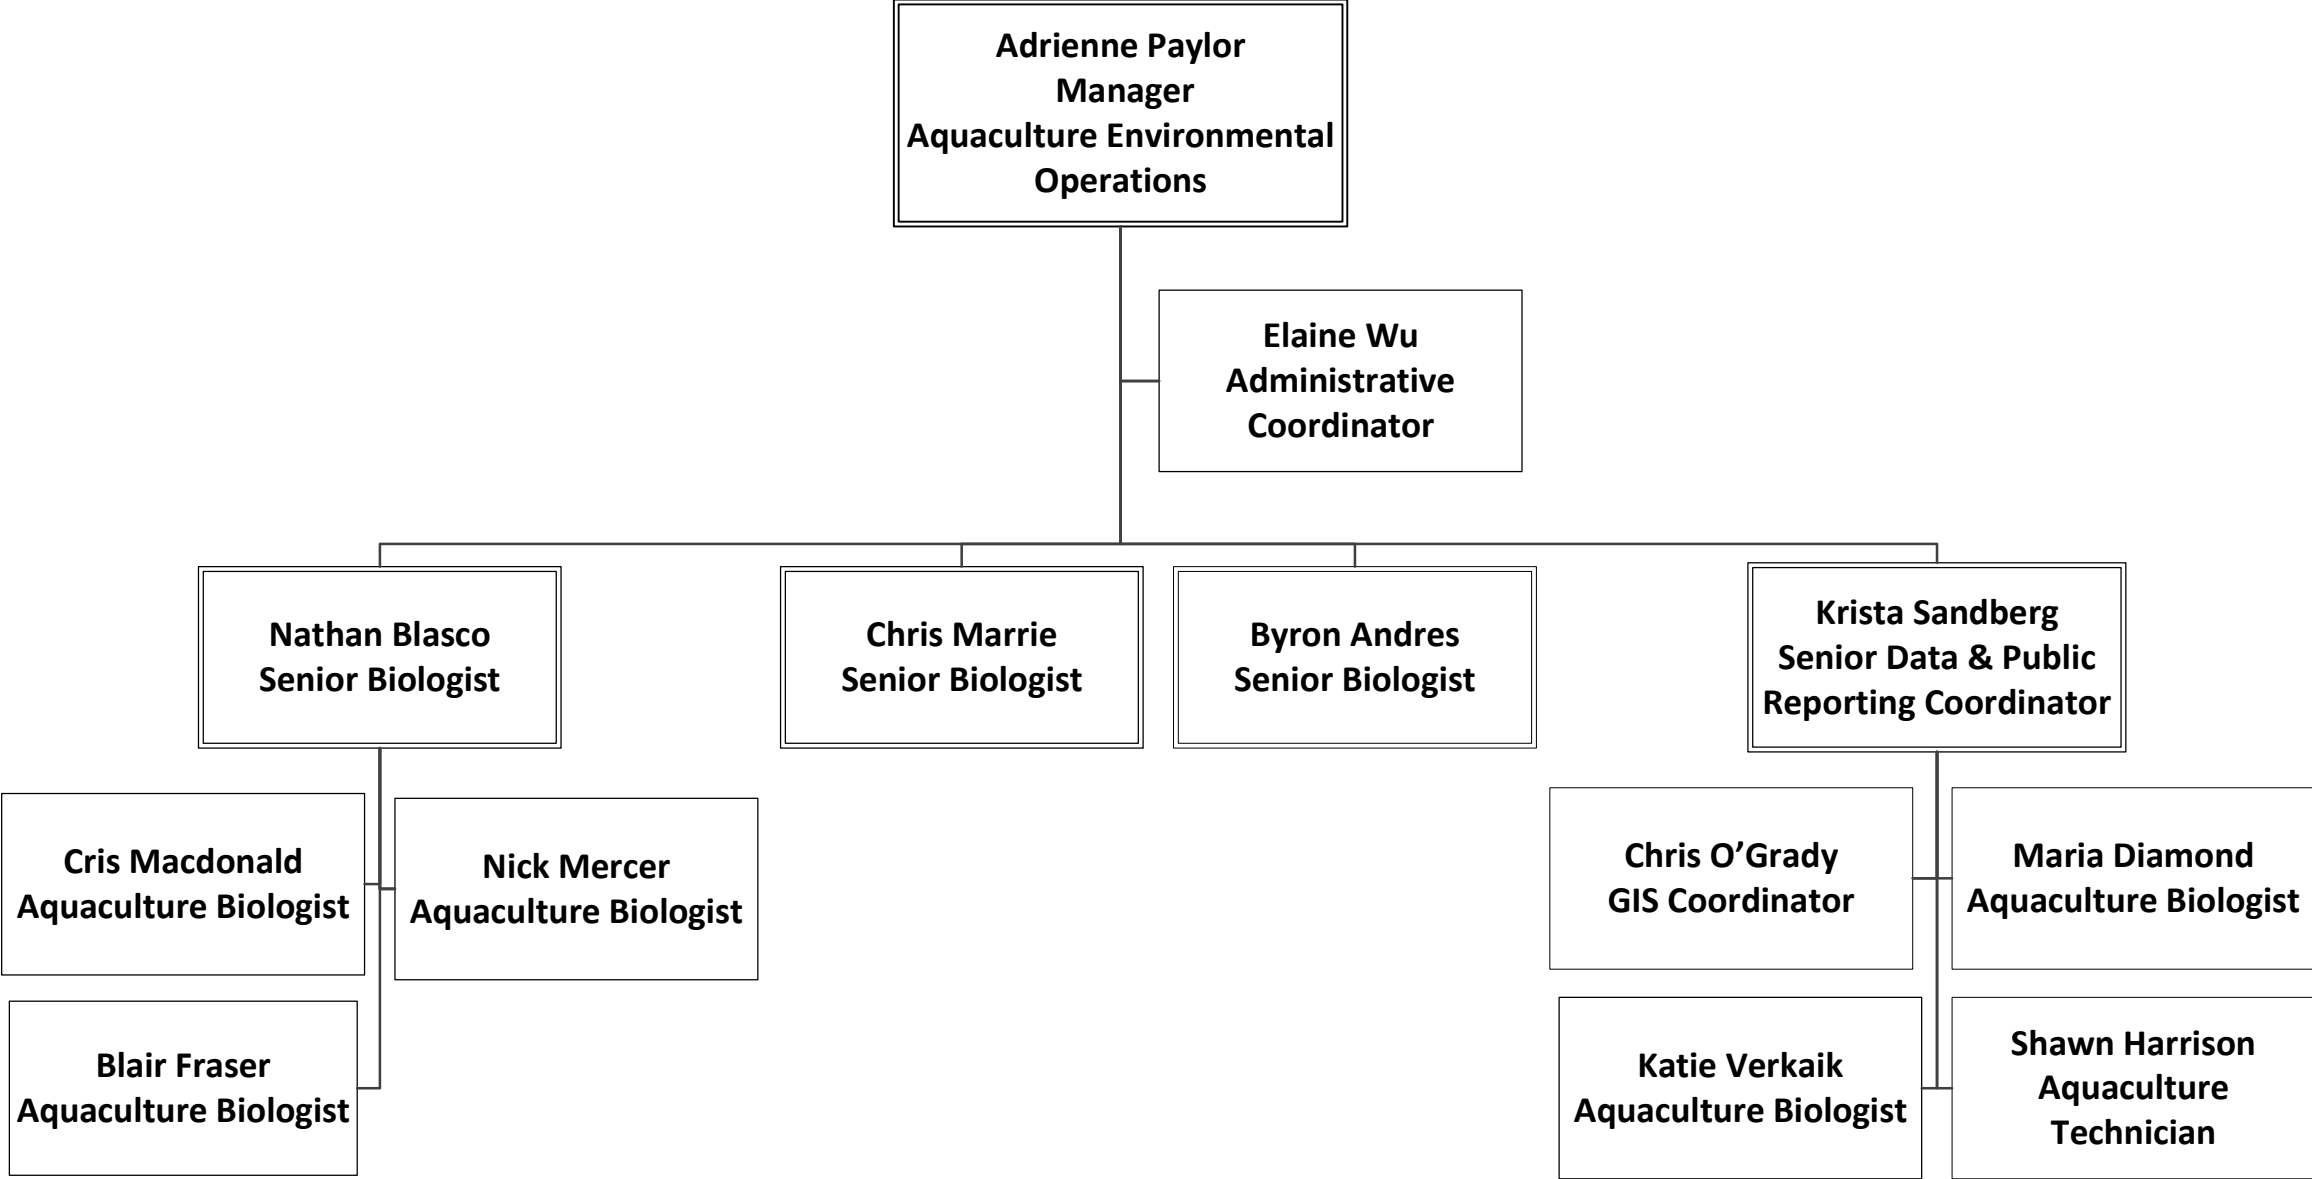 Adrienne Paylor
Manager
Aquaculture Environmental
Operations
Elaine Wu
Administrative
Coordinator
Nathan Blasco
Senior Biologist
Chris Marrie
Senior Biologist
Byron Andres
Senior Biologist
Krista Sandberg
Senior Data & Public
Reporting Coordinator
Cris Macdonald
Aquaculture Biologist
Nick Mercer
Aquaculture Biologist
Chris O’Grady
GIS Coordinator
Maria Diamond
Aquaculture Biologist
Blair Fraser
Aquaculture Biologist
Katie Verkaik
Aquaculture Biologist
Shawn Harrison
Aquaculture
Technician